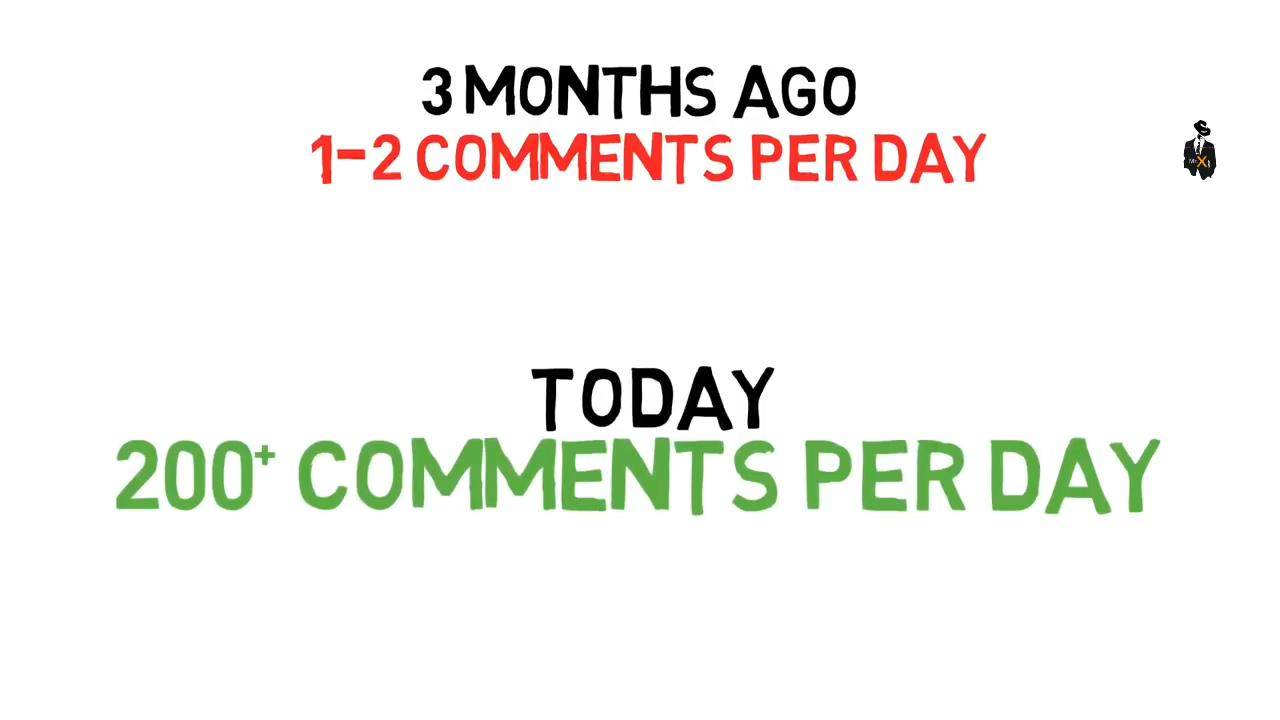 3 MONTHS AGO
1-2 COMMENTS PER DAY
TODAY
200+ COMMENTS PER DAY